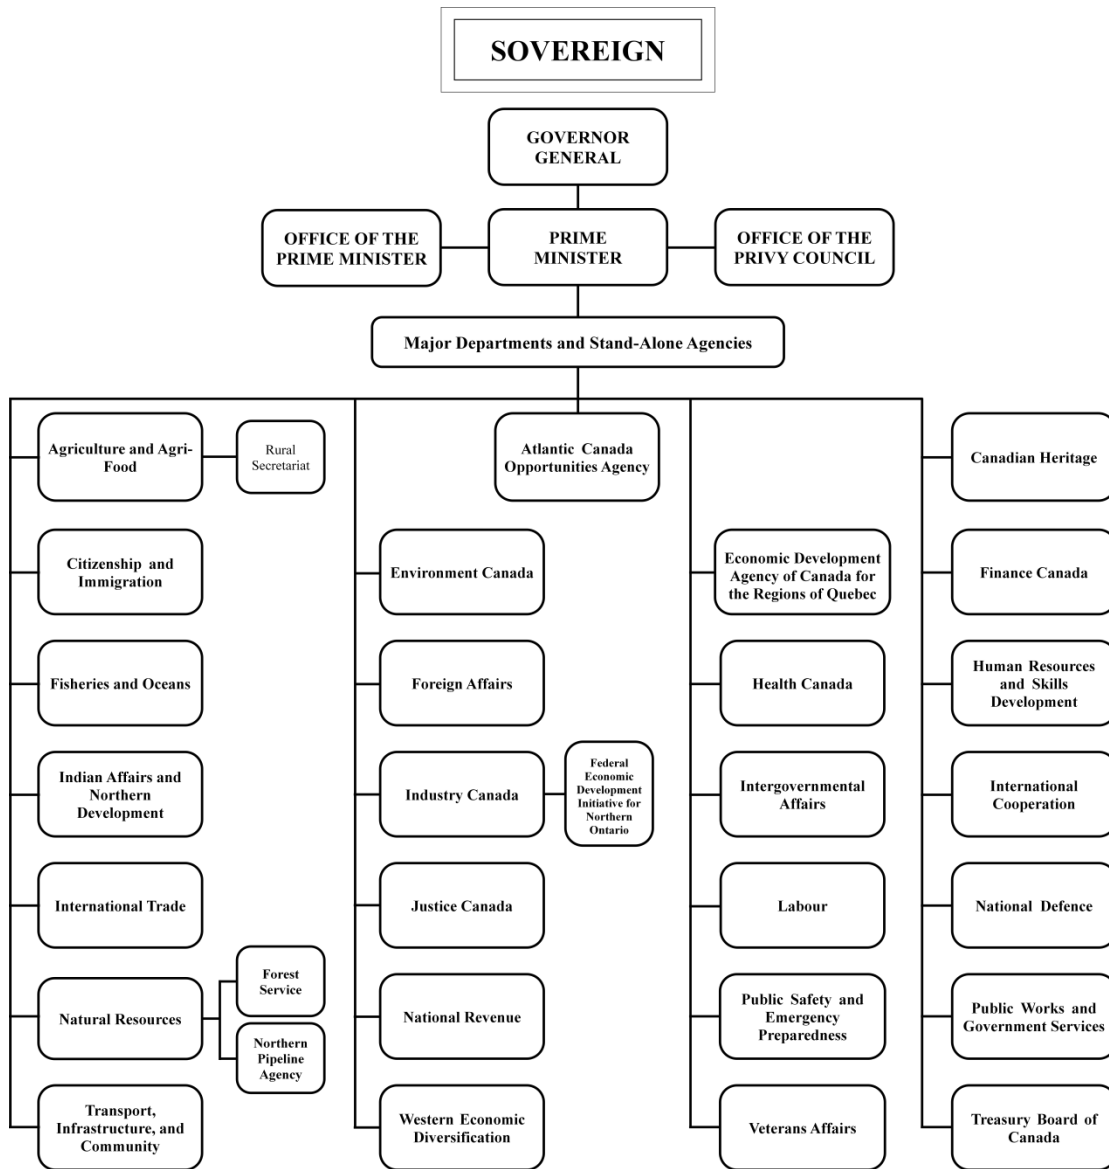 SOVEREIGN
GOVERNOR
GENERAL
OFFICE OF THE
PRIME MINISTER
PRIME
MINISTER
OFFICE OF THE
PRIVY COUNCIL
Major Departments and Stand-Alone Agencies
Agriculture and Agri-
Food
Rural
Secretariat
Atlantic Canada
Opportunities Agency
Canadian Heritage
Citizenship and
Immigration
Environment Canada
Economic Development
Agency of Canada for
the Regions of Quebec
Finance Canada
Fisheries and Oceans
Foreign Affairs
Health Canada
Human Resources
and Skills
Development
Indian Affairs and
Northern
Development
Industry Canada
Federal
Economic
Development
Initiative for
Northern
Ontario
Intergovernmental
Affairs
International
Cooperation
International Trade
Justice Canada
Labour
National Defence
Natural Resources
Forest
Service
Northern
Pipeline
Agency
National Revenue
Public Safety and
Emergency
Preparedness
Public Works and
Government Services
Transport,
Infrastructure, and
Community
Western Economic
Diversification
Veterans Affairs
Treasury Board of
Canada